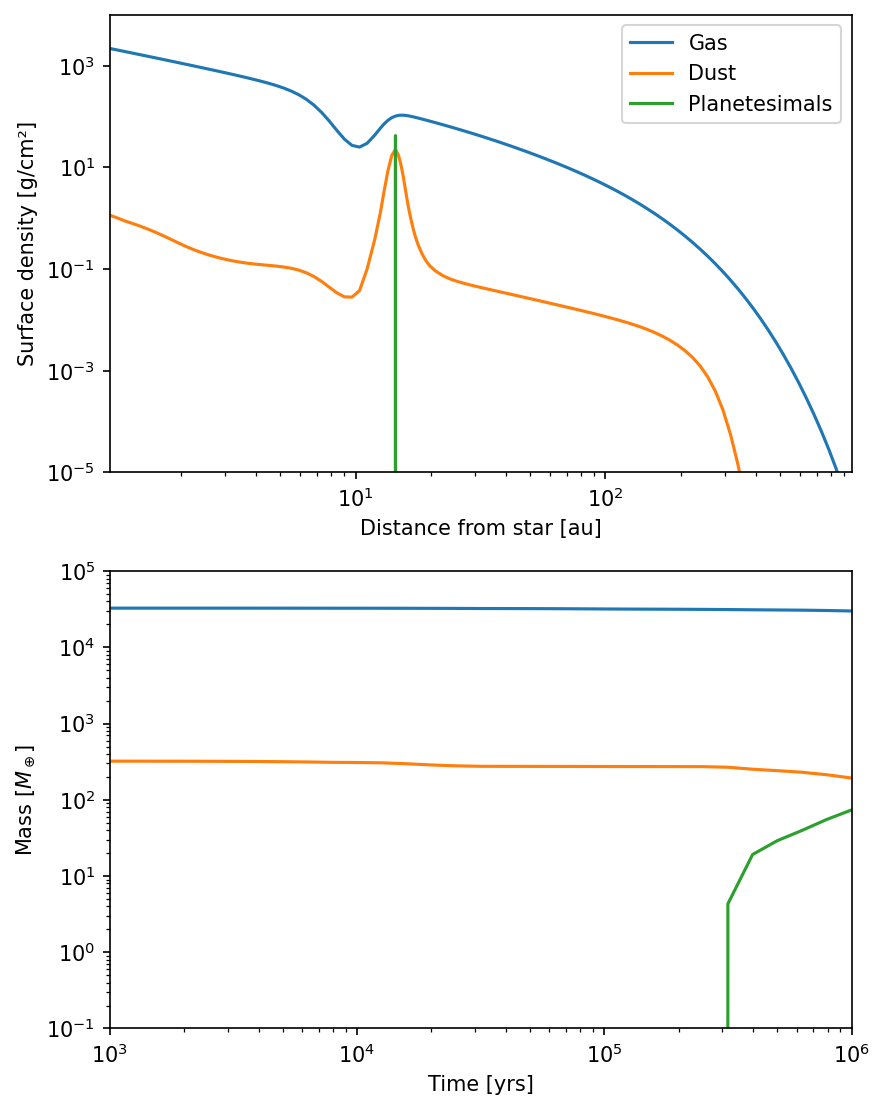 Gas
Dust
Planetesimals
Surface density [g/cm²]
10³
10¹
10⁻¹
10⁻³
10⁻⁵
10¹
10²
Distance from star [au]
Mass [M⊕]
10⁵
10⁴
10³
10²
10¹
10⁰
10⁻¹
10³
10⁴
10⁵
10⁶
Time [yrs]